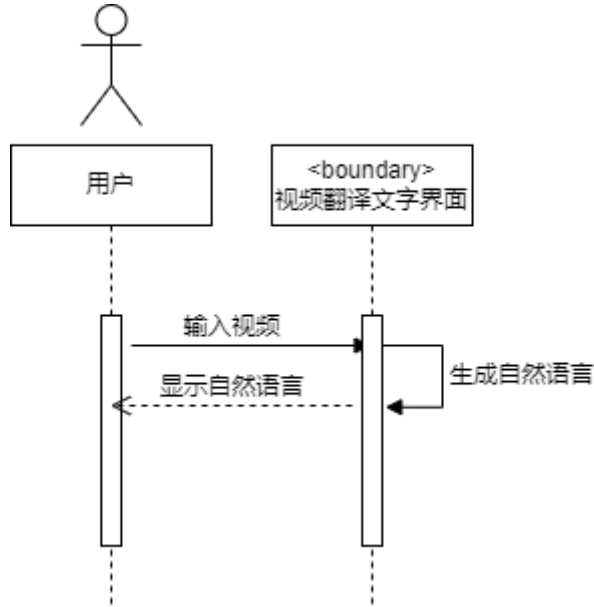 用户
<boundary>
视频翻译文字界面
输入视频
生成自然语言
显示自然语言